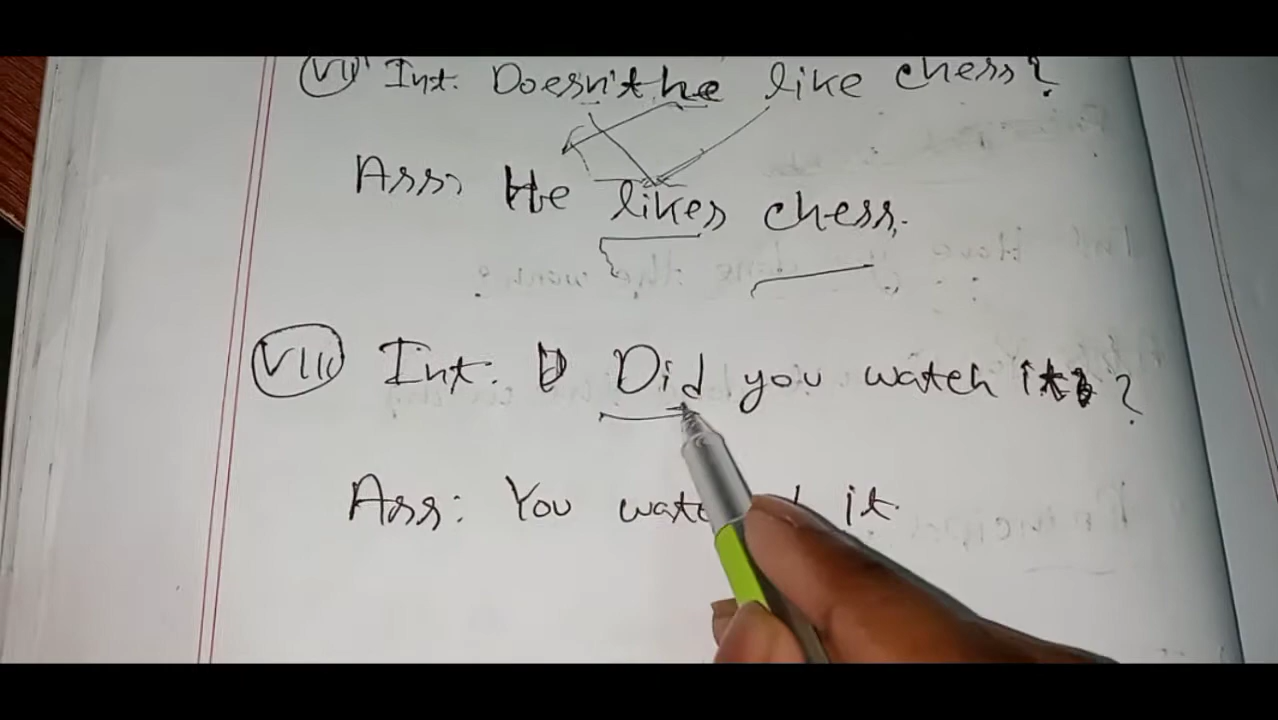 (VII) Int. Doesn't he like chess?
Ass: He likes chess.
(VIII) Int. Did you watch it?
Ass: You it.